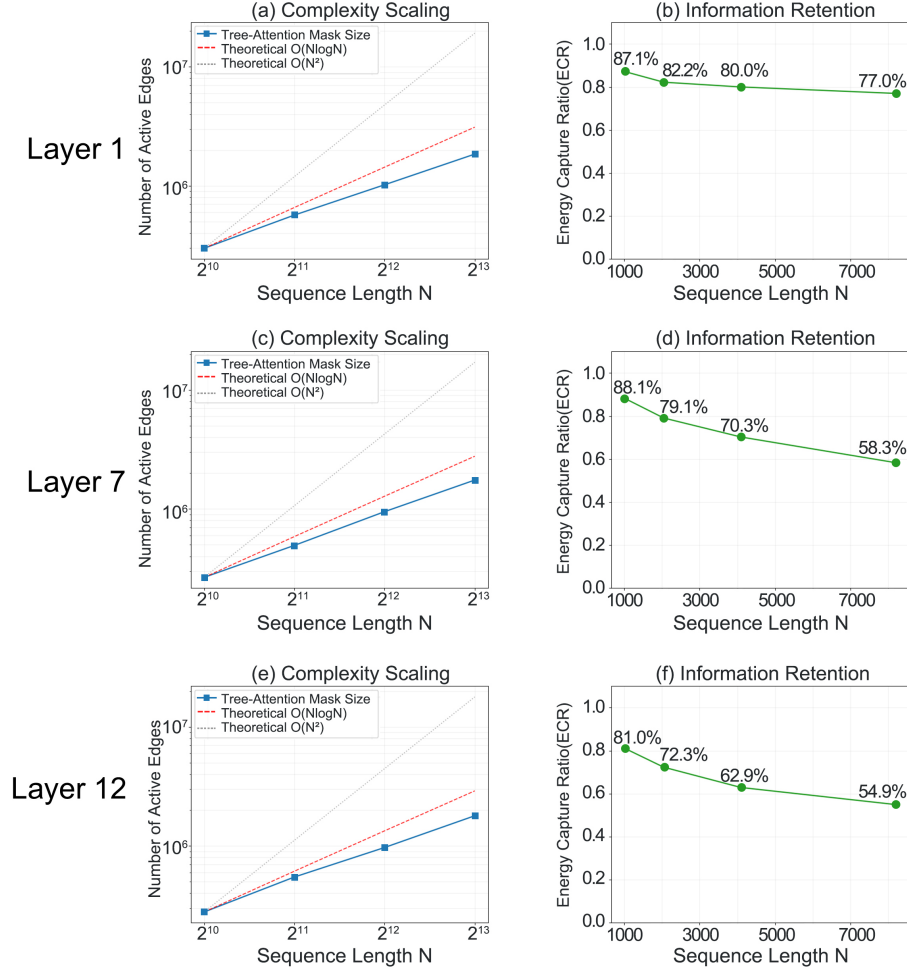 (a) Complexity Scaling
Tree-Attention Mask Size
Theoretical O(NlogN)
Theoretical O(N²)
Layer 1
Number of Active Edges
10⁷
10⁶
2¹⁰ 2¹¹ 2¹² 2¹³
Sequence Length N
(b) Information Retention
Energy Capture Ratio(ECR)
1.0
0.8
0.6
0.4
0.2
0.0
87.1% 82.2% 80.0% 77.0%
1000 3000 5000 7000
Sequence Length N
(c) Complexity Scaling
Tree-Attention Mask Size
Theoretical O(NlogN)
Theoretical O(N²)
Layer 7
Number of Active Edges
10⁷
10⁶
2¹⁰ 2¹¹ 2¹² 2¹³
Sequence Length N
(d) Information Retention
Energy Capture Ratio(ECR)
1.0
0.8
0.6
0.4
0.2
0.0
88.1% 79.1% 70.3% 58.3%
1000 3000 5000 7000
Sequence Length N
(e) Complexity Scaling
Tree-Attention Mask Size
Theoretical O(NlogN)
Theoretical O(N²)
Layer 12
Number of Active Edges
10⁷
10⁶
2¹⁰ 2¹¹ 2¹² 2¹³
Sequence Length N
(f) Information Retention
Energy Capture Ratio(ECR)
1.0
0.8
0.6
0.4
0.2
0.0
81.0% 72.3% 62.9% 54.9%
1000 3000 5000 7000
Sequence Length N